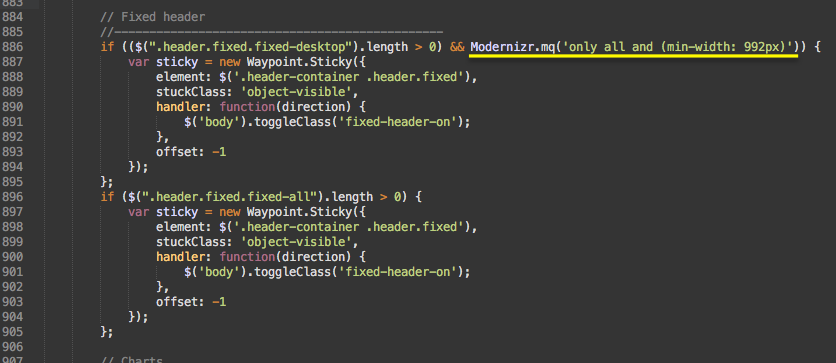 883
884 // Fixed header
885 //----------------------------------------------
886 if (($(".header.fixed.fixed-desktop").length > 0) && Modernizr.mq('only all and (min-width: 992px)')) {
887 var sticky = new Waypoint.Sticky({
888 element: $('.header-container .header.fixed'),
889 stuckClass: 'object-visible',
890 handler: function(direction) {
891 $('body').toggleClass('fixed-header-on');
892 },
893 offset: -1
894 });
895 };
896 if ($(".header.fixed.fixed-all").length > 0) {
897 var sticky = new Waypoint.Sticky({
898 element: $('.header-container .header.fixed'),
899 stuckClass: 'object-visible',
900 handler: function(direction) {
901 $('body').toggleClass('fixed-header-on');
902 },
903 offset: -1
904 });
905 };
906
907 // Charts